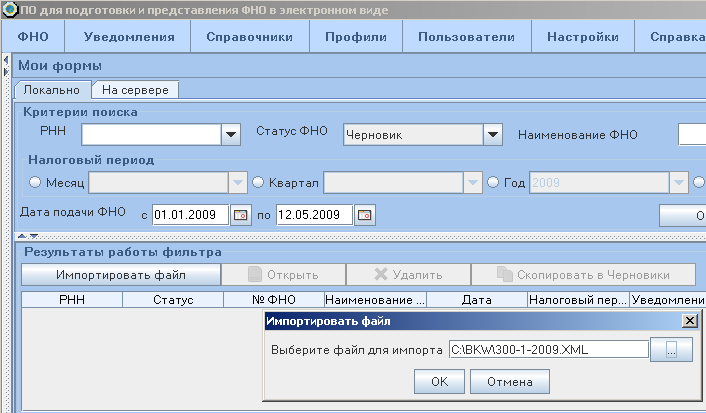 ПО для подготовки и представления ФНО в электронном виде
ФНО Уведомления Справочники Профили Пользователи Настройки Справка
Мои формы
Локально На сервере
Критерии поиска
РНН Статус ФНО Черновик Наименование ФНО
Налоговый период
Месяц Квартал Год 2009
Дата подачи ФНО с 01.01.2009 по 12.05.2009 О
Результаты работы фильтра
Импортировать файл Открыть Удалить Скопировать в Черновики
РНН Статус № ФНО Наименование ... Дата Налоговый пер... Уведомлени
Импортировать файл
Выберите файл для импорта C:\BKW\300-1-2009.XML ...
OK Отмена